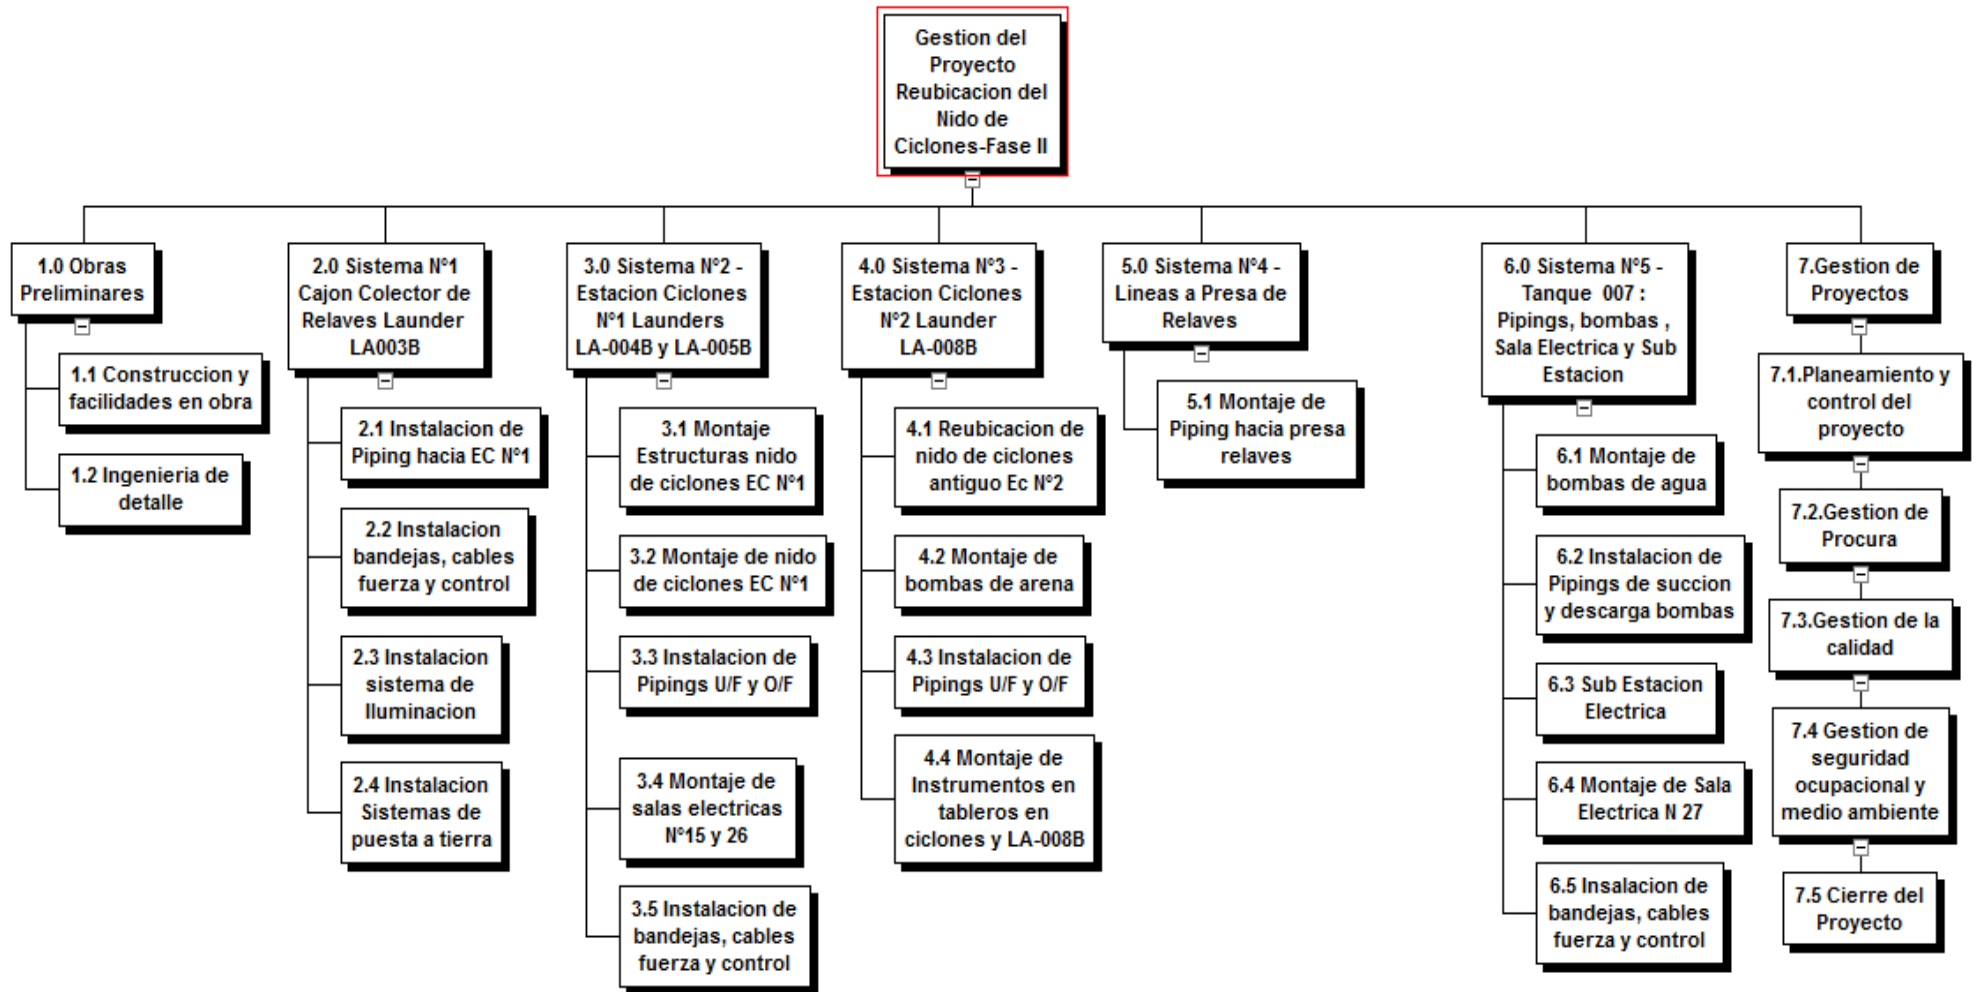 Gestion del
Proyecto
Reubicacion del
Nido de
Ciclones-Fase II
1.0 Obras
Preliminares
1.1 Construccion y
facilidades en obra
1.2 Ingenieria de
detalle
2.0 Sistema Nº1
Cajon Colector de
Relaves Launder
LA003B
2.1 Instalacion de
Piping hacia EC Nº1
2.2 Instalacion
bandejas, cables
fuerza y control
2.3 Instalacion
sistema de
Iluminacion
2.4 Instalacion
Sistemas de
puesta a tierra
3.0 Sistema Nº2 -
Estacion Ciclones
Nº1 Launders
LA-004B y LA-005B
3.1 Montaje
Estructuras nido
de ciclones EC Nº1
3.2 Montaje de nido
de ciclones EC Nº1
3.3 Instalacion de
Pipings U/F y O/F
3.4 Montaje de
salas electricas
Nº15 y 26
3.5 Instalacion de
bandejas, cables
fuerza y control
4.0 Sistema Nº3 -
Estacion Ciclones
Nº2 Launder
LA-008B
4.1 Reubicacion de
nido de ciclones
antiguo Ec Nº2
4.2 Montaje de
bombas de arena
4.3 Instalacion de
Pipings U/F y O/F
4.4 Montaje de
Instrumentos en
tableros en
ciclones y LA-008B
5.0 Sistema Nº4 -
Lineas a Presa de
Relaves
5.1 Montaje de
Piping hacia presa
relaves
6.0 Sistema Nº5 -
Tanque 007 :
Pipings, bombas ,
Sala Electrica y Sub
Estacion
6.1 Montaje de
bombas de agua
6.2 Instalacion de
Pipings de succion
y descarga bombas
6.3 Sub Estacion
Electrica
6.4 Montaje de Sala
Electrica N 27
6.5 Insalacion de
bandejas, cables
fuerza y control
7.Gestion de
Proyectos
7.1.Planeamiento y
control del
proyecto
7.2.Gestion de
Procura
7.3.Gestion de la
calidad
7.4 Gestion de
seguridad
ocupacional y
medio ambiente
7.5 Cierre del
Proyecto